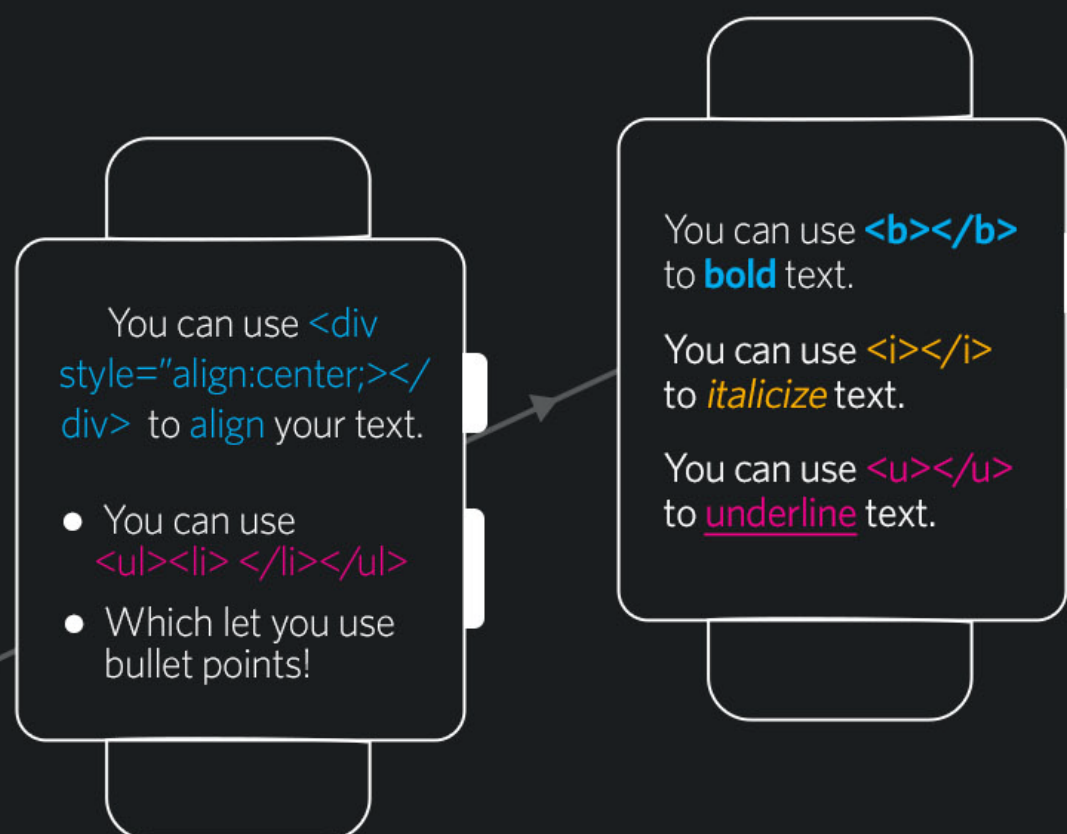 You can use <div
style="align:center;></
div> to align your text.
• You can use
<ul><li> </li></ul>
• Which let you use
bullet points!
You can use <b></b>
to bold text.
You can use <i></i>
to italicize text.
You can use <u></u>
to underline text.